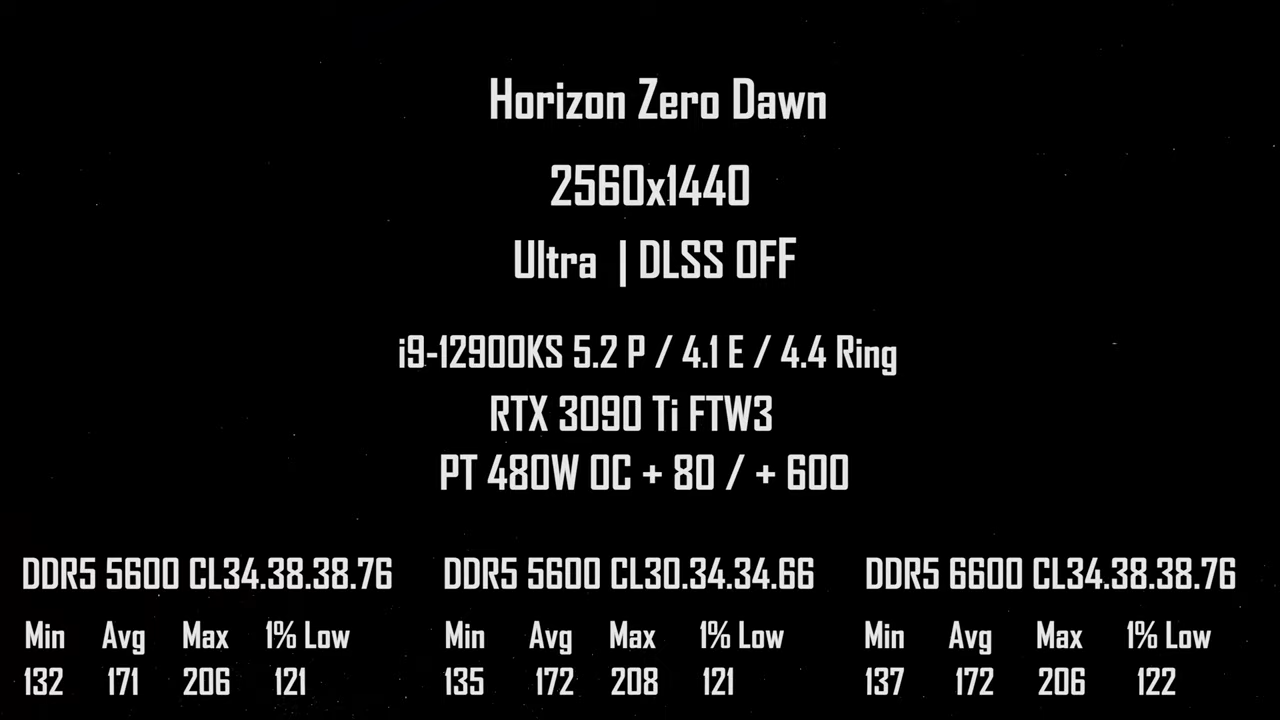 Horizon Zero Dawn
2560x1440
Ultra | DLSS OFF
i9-12900KS 5.2 P / 4.1 E / 4.4 Ring
RTX 3090 Ti FTW3
PT 480W OC + 80 / + 600
DDR5 5600 CL34.38.38.76
Min Avg Max 1% Low
132 171 206 121
DDR5 5600 CL30.34.34.66
Min Avg Max 1% Low
135 172 208 121
DDR5 6600 CL34.38.38.76
Min Avg Max 1% Low
137 172 206 122